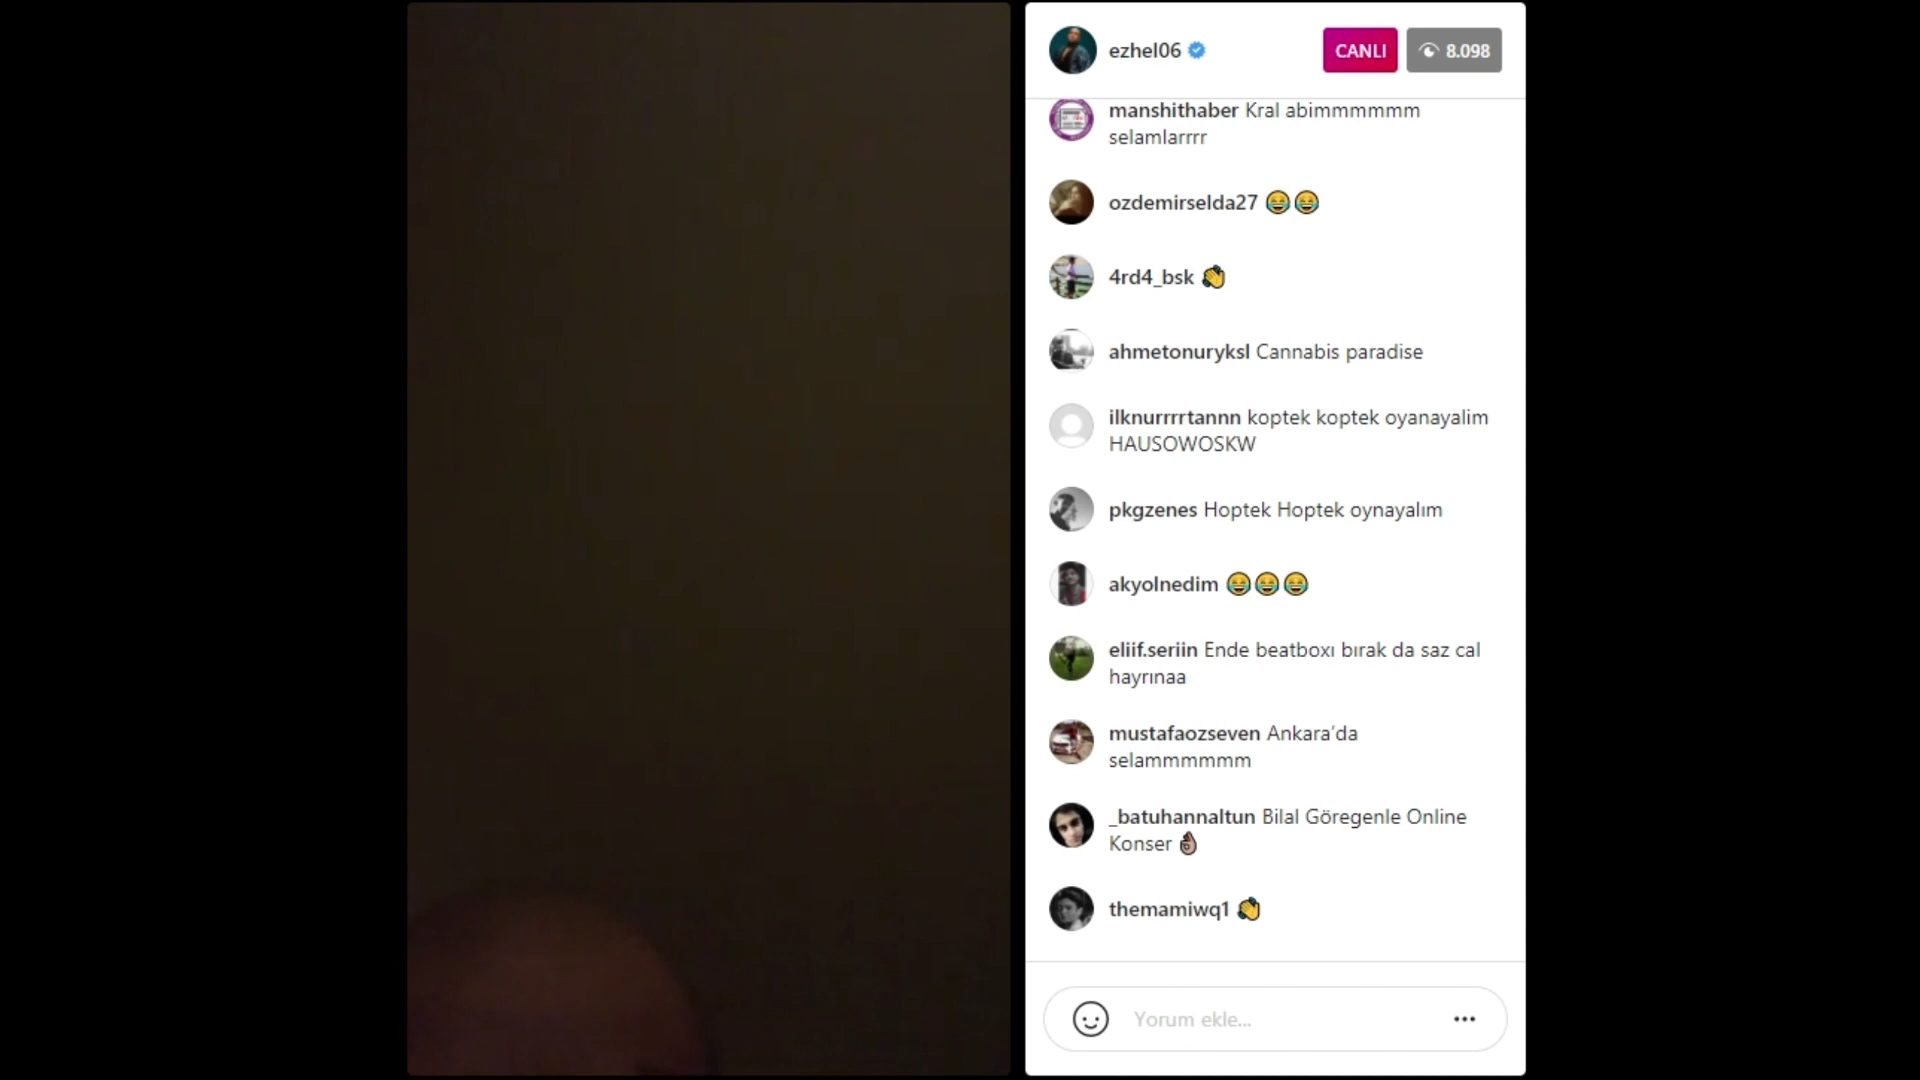 ezhel06
CANLI
8.098
manshithaber Kral abimmmmmm
selamlarrrr
ozdemirselda27 😂😂
4rd4_bsk 👏
ahmetonuryksl Cannabis paradise
ilknurrrrtannn koptek koptek oyanayalim
HAUSOWOSKW
pkgzenes Hoptek Hoptek oynayalım
akyolnedim 😂😂😂
eliif.seriin Ende beatboxı bırak da saz cal
hayrınaa
mustafaozseven Ankara’da
selammmmmm
_batuhannaltun Bilal Göregenle Online
Konser 👌🏽
themamiwq1 👏
Yorum ekle...